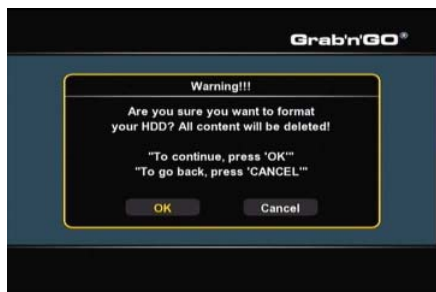 Grab'n'GO®
Warning!!!
Are you sure you want to format
your HDD? All content will be deleted!
"To continue, press 'OK'"
"To go back, press 'CANCEL'"
OK
Cancel